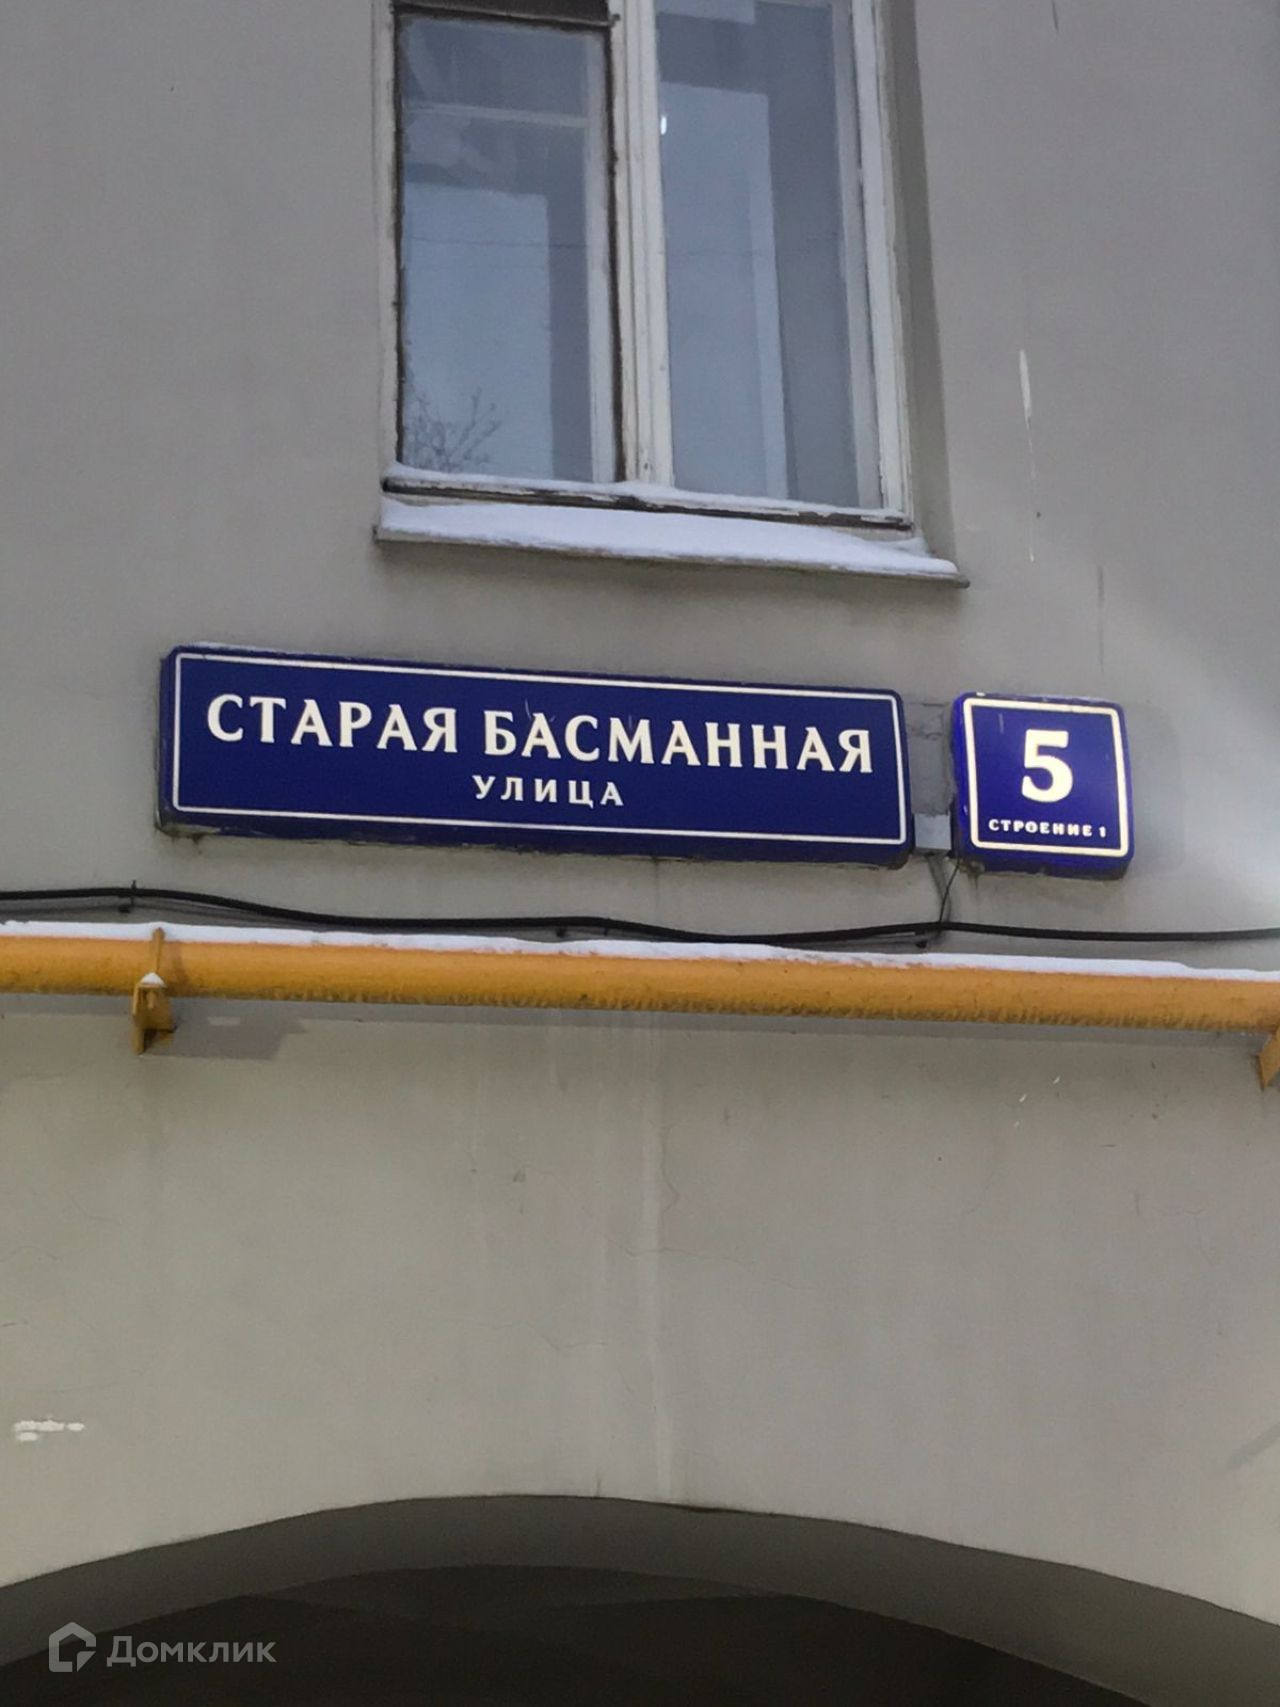 СТАРАЯ БАСМАННАЯ
УЛИЦА
5
СТРОЕНИЕ 1
Домклик